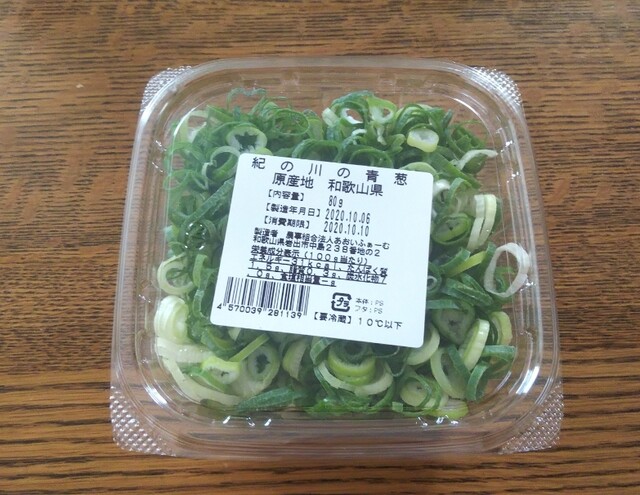 紀の川の青葱
原産地 和歌山県
【内容量】 80g
【製造年月日】2020.10.06
【消費期限】 2020.10.10
製造者 農事組合法人あおいふぁーむ
和歌山県岩出市中島238番地の2
栄養成分表示（100g当たり）
4570039281139
プラ
本体:PS
フタ:PS
【要冷蔵】10℃以下